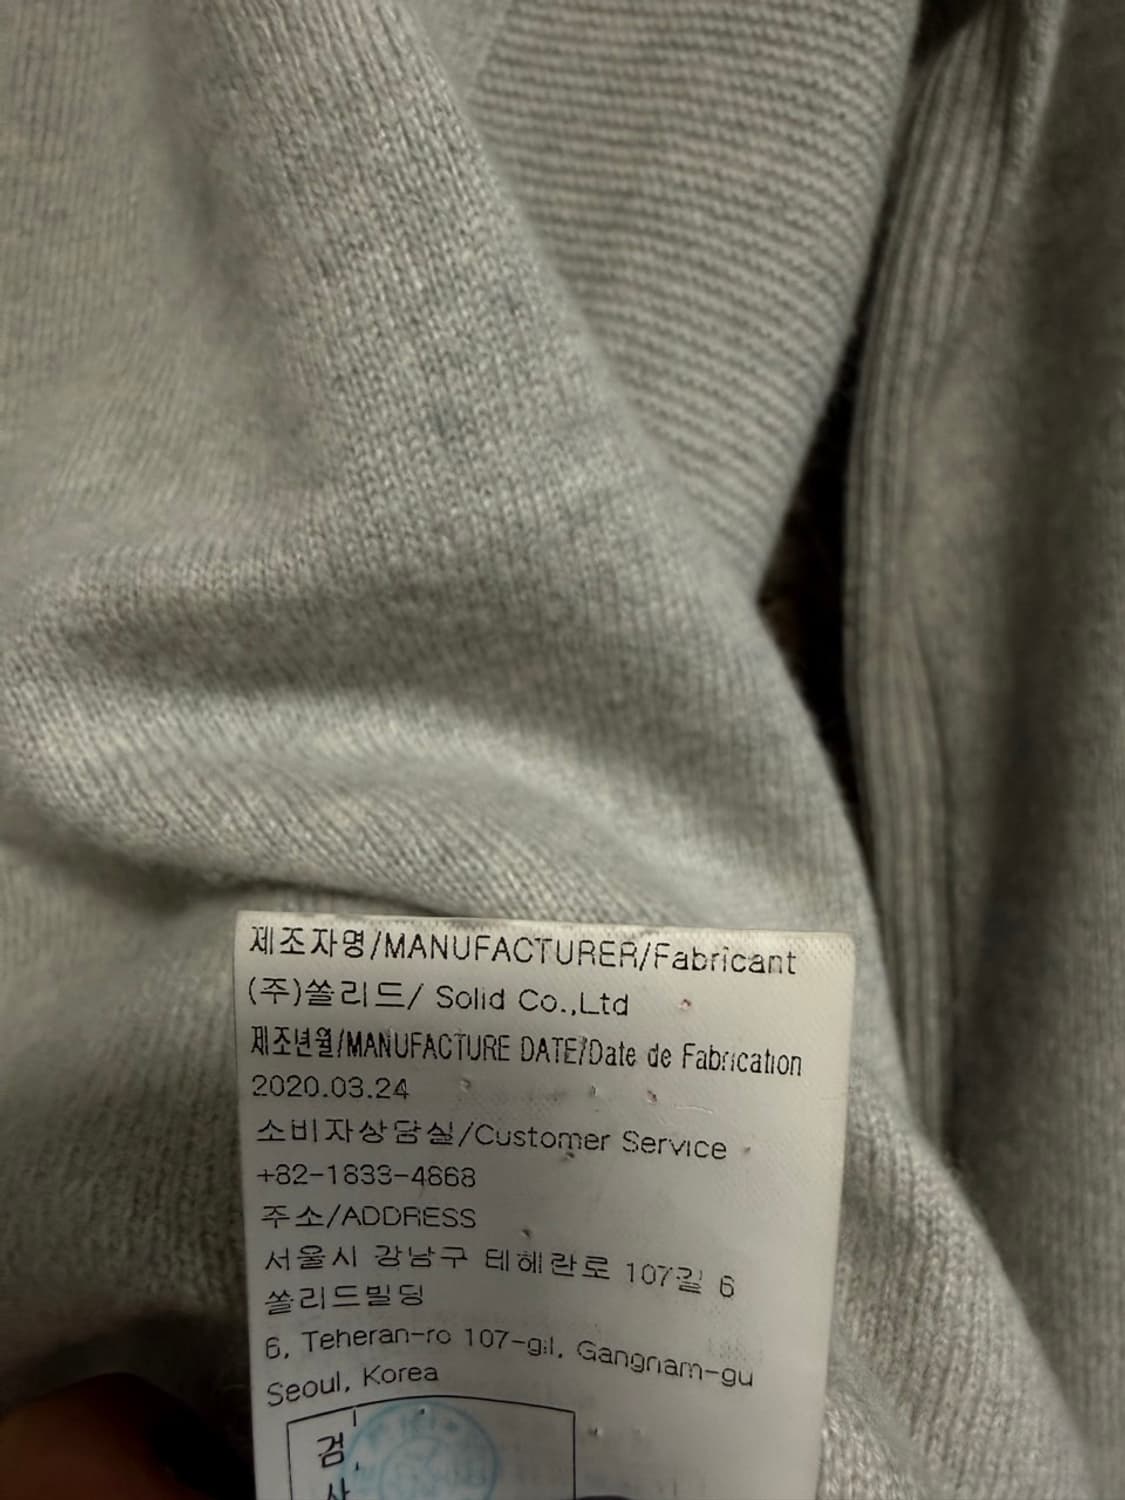 제조자명/MANUFACTURER/Fabricant
(주)쏠리드/ Solid Co.,Ltd
제조년월/MANUFACTURE DATE/Date de Fabrication
2020.03.24
소비자상담실/Customer Service
+82-1833-4868
주소/ADDRESS
서울시 강남구 테헤란로 107길 6
쏠리드빌딩
6, Teheran-ro 107-gil, Gangnam-gu
Seoul, Korea
검
사